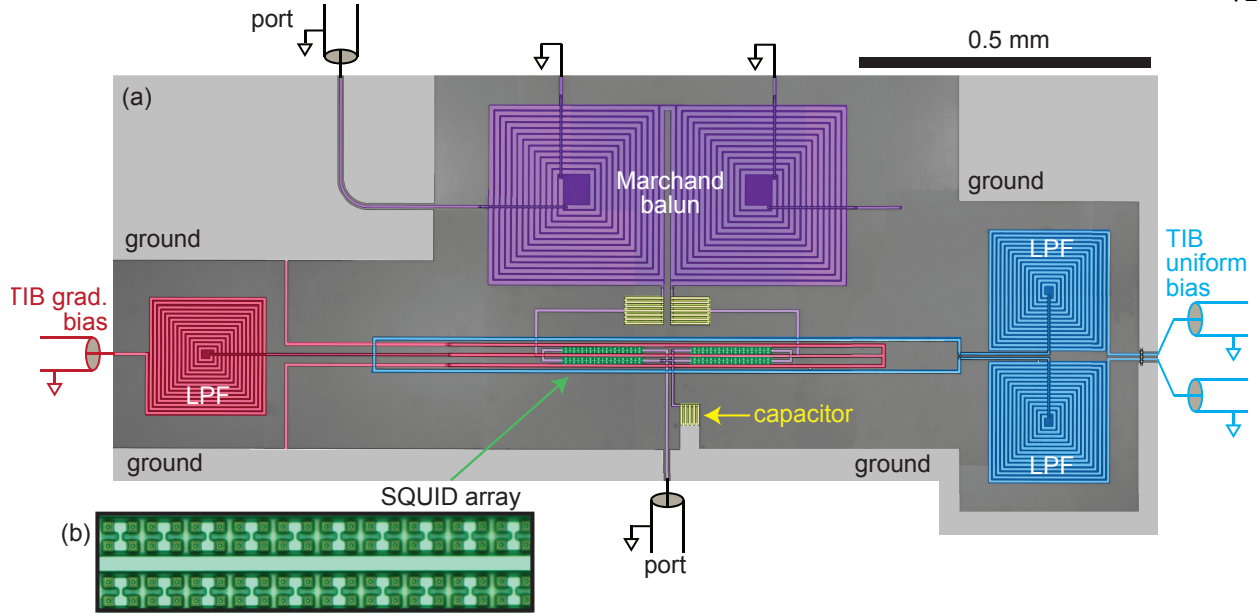 port
0.5 mm
(a)
Marchand
balun
ground
ground
LPF
TIB
uniform
bias
TIB grad.
bias
LPF
capacitor
LPF
ground
ground
SQUID array
(b)
port